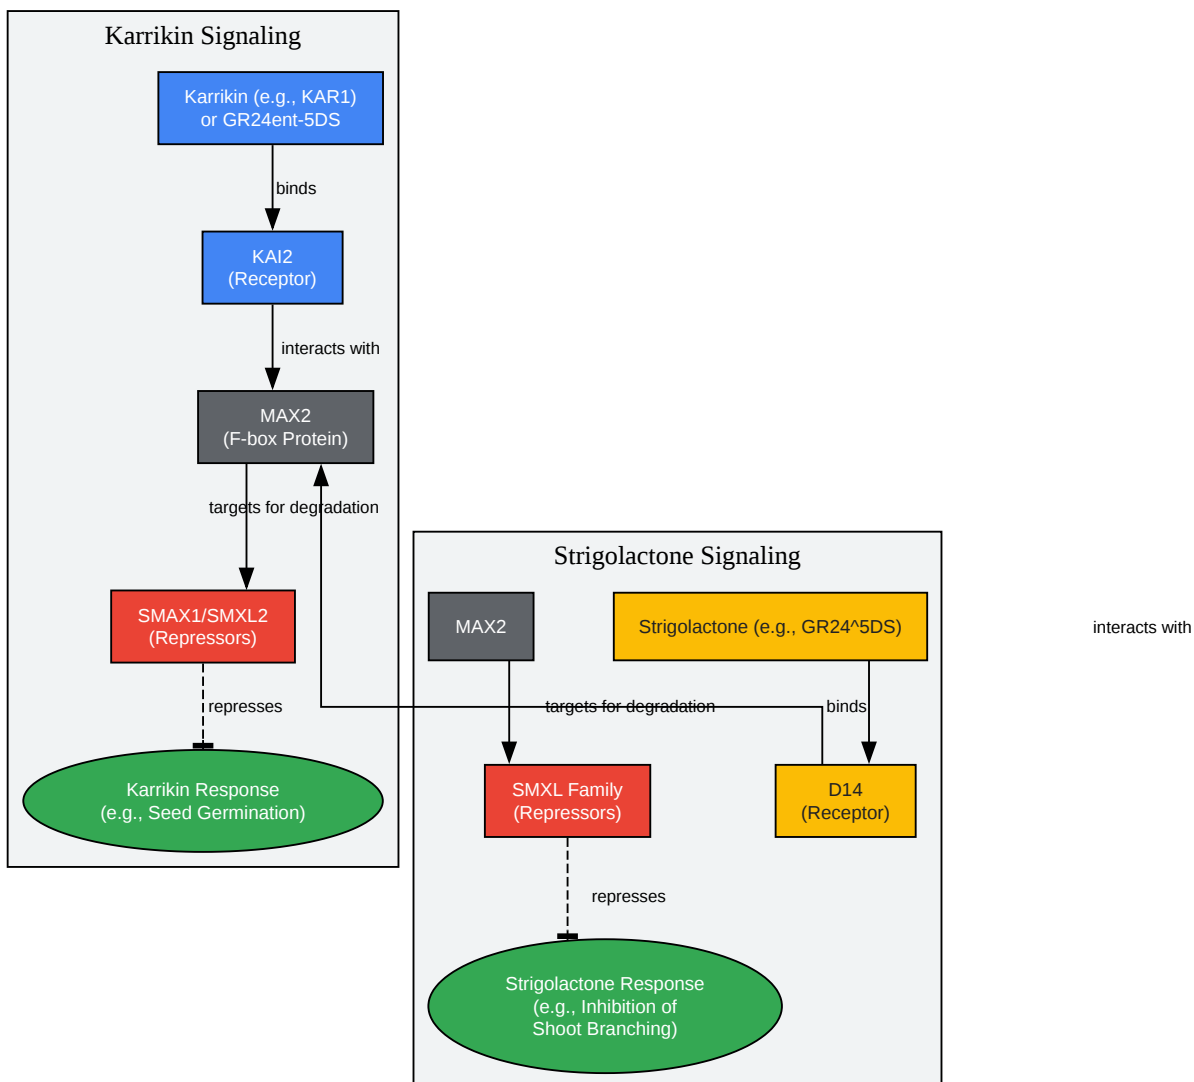 Karrikin Signaling
Karrikin (e.g., KAR1)
or GR24ent-5DS
binds
KAI2
(Receptor)
interacts with
MAX2
(F-box Protein)
targets for degradation
SMAX1/SMXL2
(Repressors)
represses
Karrikin Response
(e.g., Seed Germination)
Strigolactone Signaling
MAX2
Strigolactone (e.g., GR24^5DS)
interacts with
targets for degradation
binds
SMXL Family
(Repressors)
D14
(Receptor)
represses
Strigolactone Response
(e.g., Inhibition of
Shoot Branching)